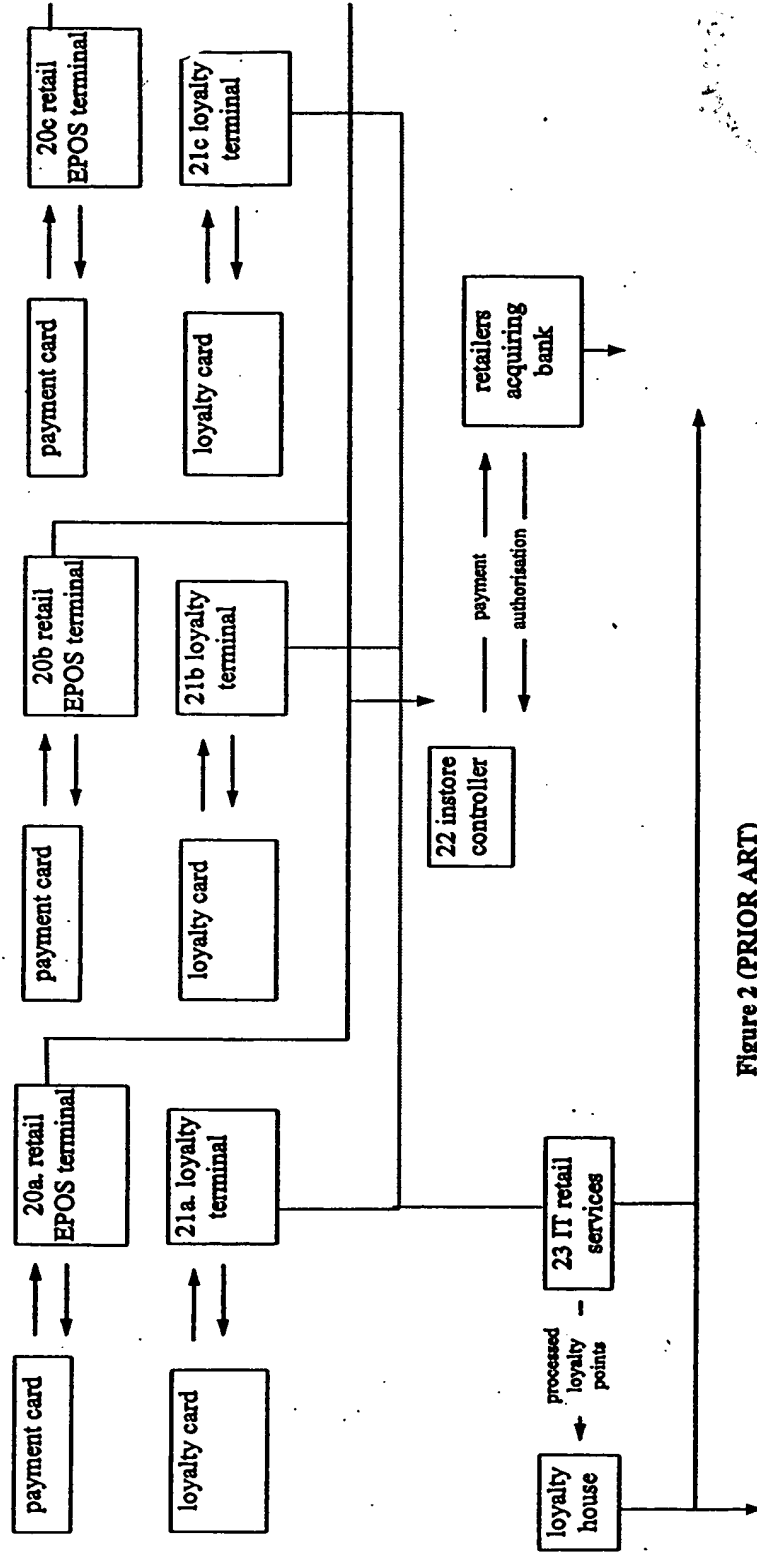 payment card
20a. retail
EPOS terminal
payment card
20b retail
EPOS terminal
payment card
20c retail
EPOS terminal
loyalty card
21a. loyalty
terminal
loyalty card
21b loyalty
terminal
loyalty card
21c loyalty
terminal
22 instore
controller
payment
authorisation
retailers
acquiring
bank
loyalty
house
processed
loyalty
points
23 IT retail
services
Figure 2 (PRIOR ART)